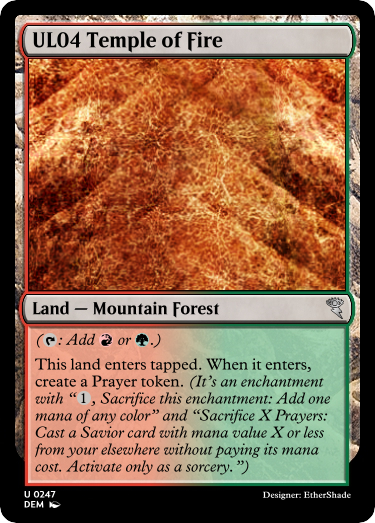 UL04 Temple of Fire
Land — Mountain Forest
(: Add or .)
This land enters tapped. When it enters,
create a Prayer token. (It's an enchantment
with “1, Sacrifice this enchantment: Add one
mana of any color” and “Sacrifice X Prayers:
Cast a Savior card with mana value X or less
from your elsewhere without paying its mana
cost. Activate only as a sorcery.”)
U 0247
DEM
Designer: EtherShade